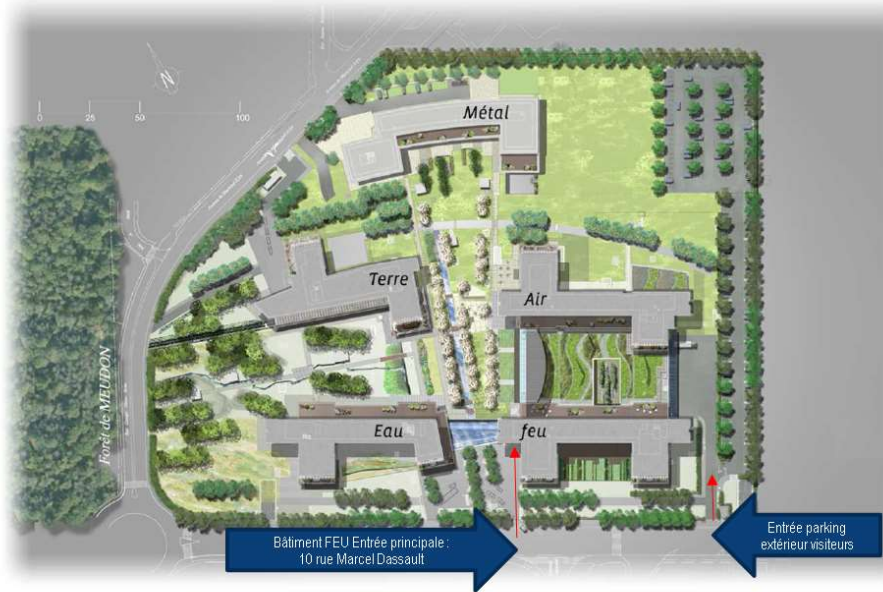 Métal
N
0 25 50 100
Terre
Air
Forêt de MEUDON
Eau
feu
Bâtiment FEU Entrée principale :
10 rue Marcel Dassault
Entrée parking
extérieur visiteurs